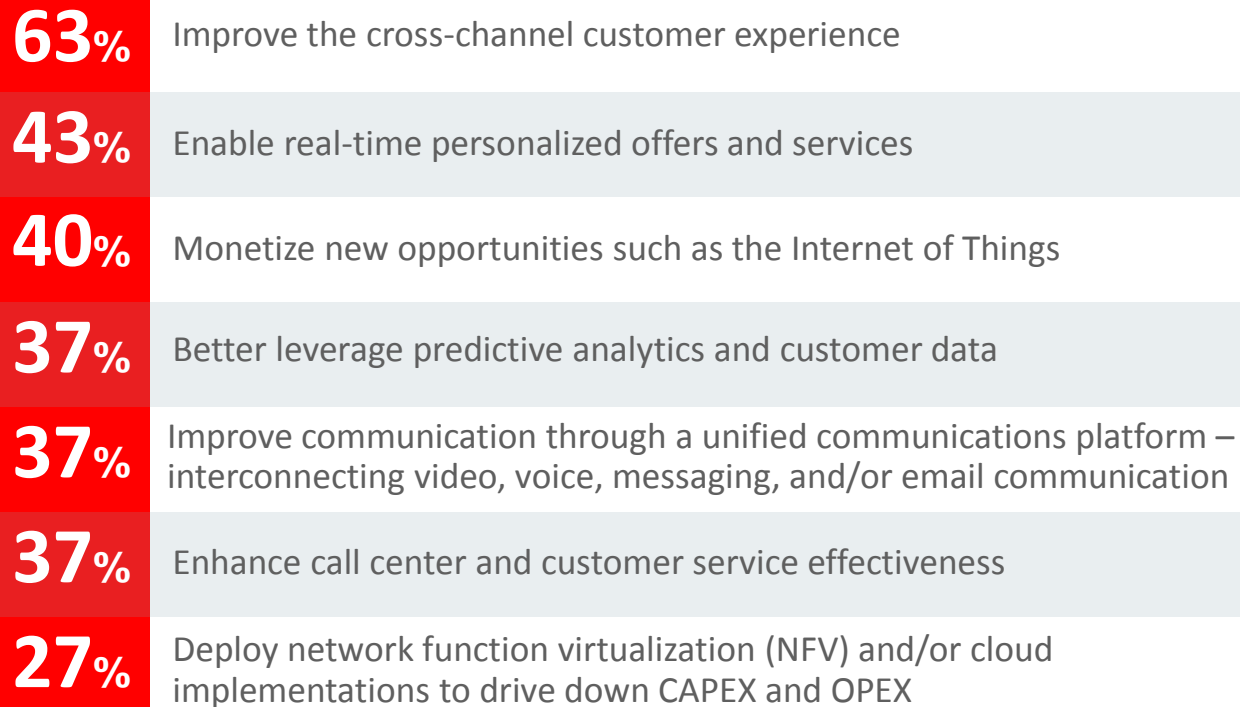 63% Improve the cross-channel customer experience
43% Enable real-time personalized offers and services
40% Monetize new opportunities such as the Internet of Things
37% Better leverage predictive analytics and customer data
37% Improve communication through a unified communications platform –
interconnecting video, voice, messaging, and/or email communication
37% Enhance call center and customer service effectiveness
27% Deploy network function virtualization (NFV) and/or cloud
implementations to drive down CAPEX and OPEX